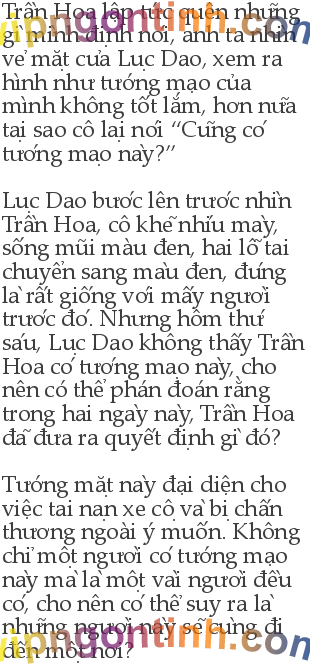 Trần Hoa lập tức quên những
gì mình định nói, anh ta nhìn
vẻ mặt của Lục Dao, xem ra
hình như tướng mạo của
mình không tốt lắm, hơn nữa
tại sao cô lại nói “Cũng có
tướng mạo này?”
Lục Dao bước lên trước nhìn
Trần Hoa, cô khẽ nhíu mày,
sống mũi màu đen, hai lỗ tai
chuyển sang màu đen, đúng
là rất giống với mấy người
trước đó. Nhưng hôm thứ
sáu, Lục Dao không thấy Trần
Hoa có tướng mạo này, cho
nên có thể phán đoán rằng
trong hai ngày này, Trần Hoa
đã đưa ra quyết định gì đó?
Tướng mặt này đại diện cho
việc tai nạn xe cộ và bị chấn
thương ngoài ý muốn. Không
chỉ một người có tướng mạo
này mà là một vài người đều
có, cho nên có thể suy ra là
những người này sẽ cùng đi
đến một nơi?
vipngontinh.com
vipngontinh.com